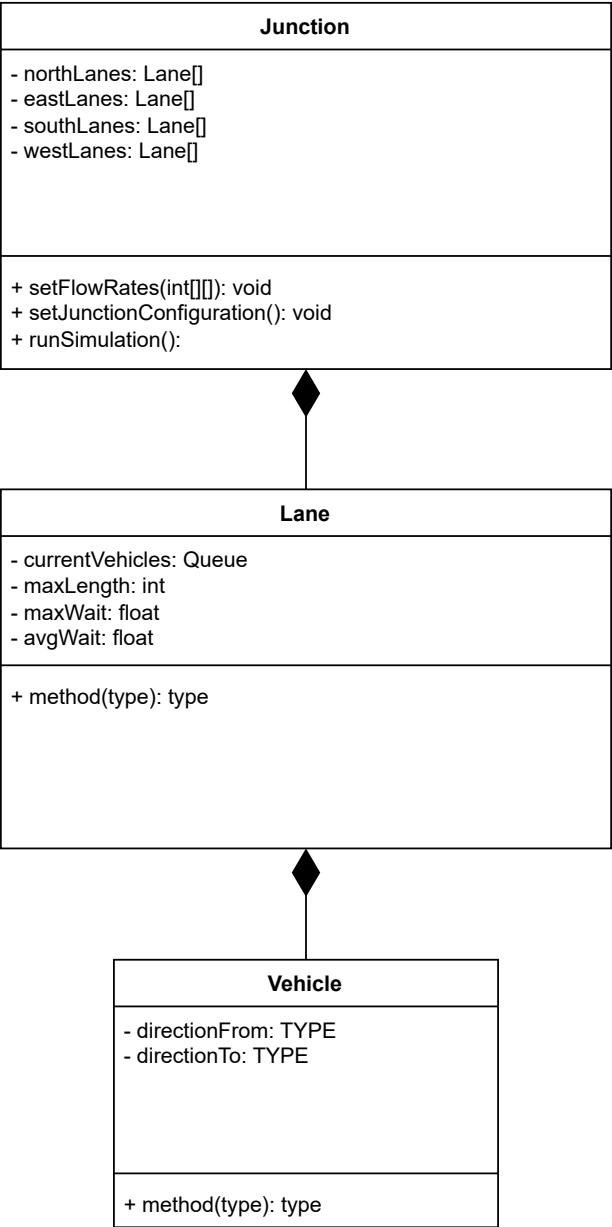 Junction
- northLanes: Lane[]
- eastLanes: Lane[]
- southLanes: Lane[]
- westLanes: Lane[]
+ setFlowRates(int[][]): void
+ setJunctionConfiguration(): void
+ runSimulation():
Lane
- currentVehicles: Queue
- maxLength: int
- maxWait: float
- avgWait: float
+ method(type): type
Vehicle
- directionFrom: TYPE
- directionTo: TYPE
+ method(type): type